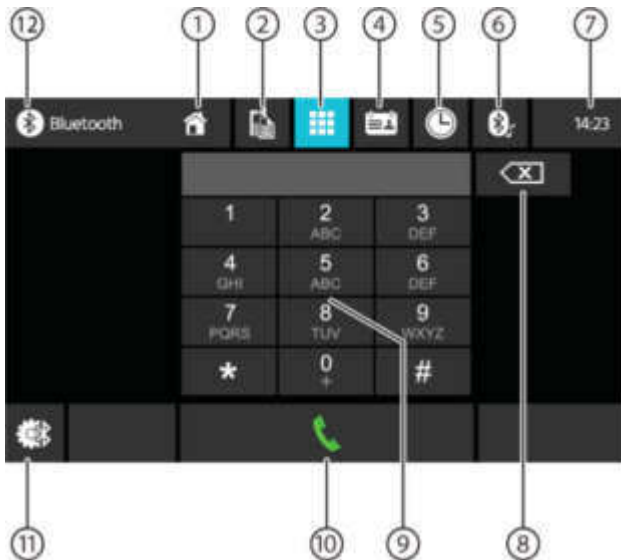 12 1 2 3 4 5 6 7
Bluetooth 14:23
1 2 3
ABC DEF
4 5 6
GHI ABC DEF
7 8 9
PQRS TUV WXYZ
* 0 #
+
11 10 9 8